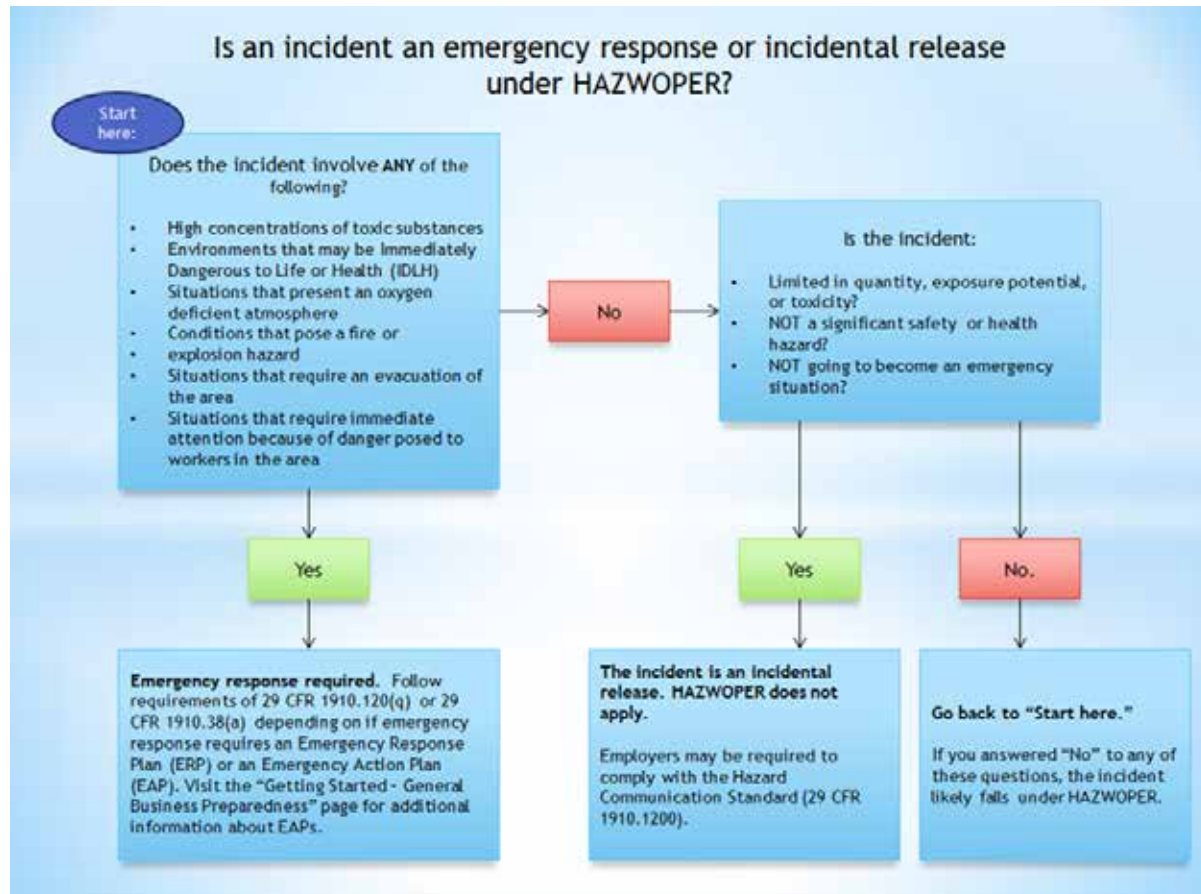 Is an incident an emergency response or incidental release
under HAZWOPER?
Start
here:
Does the incident involve ANY of the
following?
• High concentrations of toxic substances
• Environments that may be Immediately
Dangerous to Life or Health (IDLH)
• Situations that present an oxygen
deficient atmosphere
• Conditions that pose a fire or
• explosion hazard
• Situations that require an evacuation of
the area
• Situations that require immediate
attention because of danger posed to
workers in the area
No
Is the incident:
• Limited in quantity, exposure potential,
or toxicity?
• NOT a significant safety or health
hazard?
• NOT going to become an emergency
situation?
Yes
Emergency response required. Follow
requirements of 29 CFR 1910.120(q) or 29
CFR 1910.38(a) depending on if emergency
response requires an Emergency Response
Plan (ERP) or an Emergency Action Plan
(EAP). Visit the “Getting Started - General
Business Preparedness” page for additional
information about EAPs.
Yes
The incident is an incidental
release. HAZWOPER does not
apply.
Employers may be required to
comply with the Hazard
Communication Standard (29 CFR
1910.1200).
No.
Go back to “Start here.”
If you answered “No” to any of
these questions, the incident
likely falls under HAZWOPER.